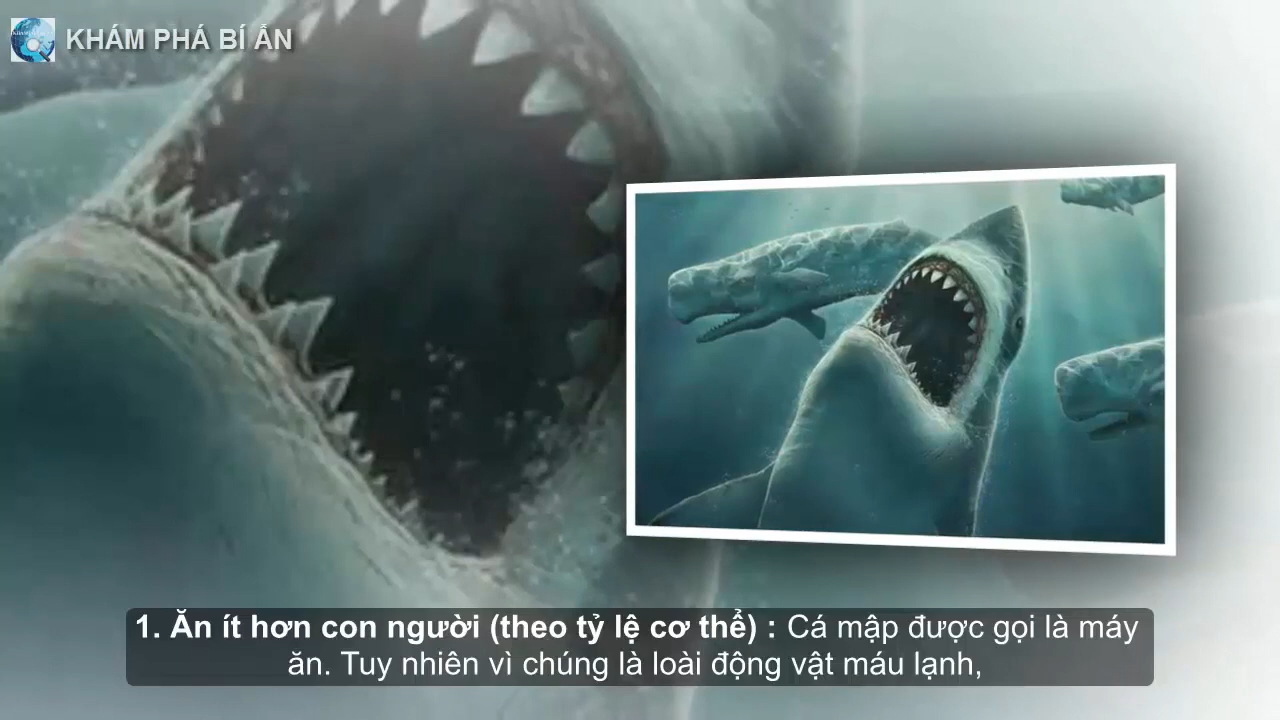 KHÁM PHÁ BÍ ẨN
1. Ăn ít hơn con người (theo tỷ lệ cơ thể) : Cá mập được gọi là máy
ăn. Tuy nhiên vì chúng là loài động vật máu lạnh,